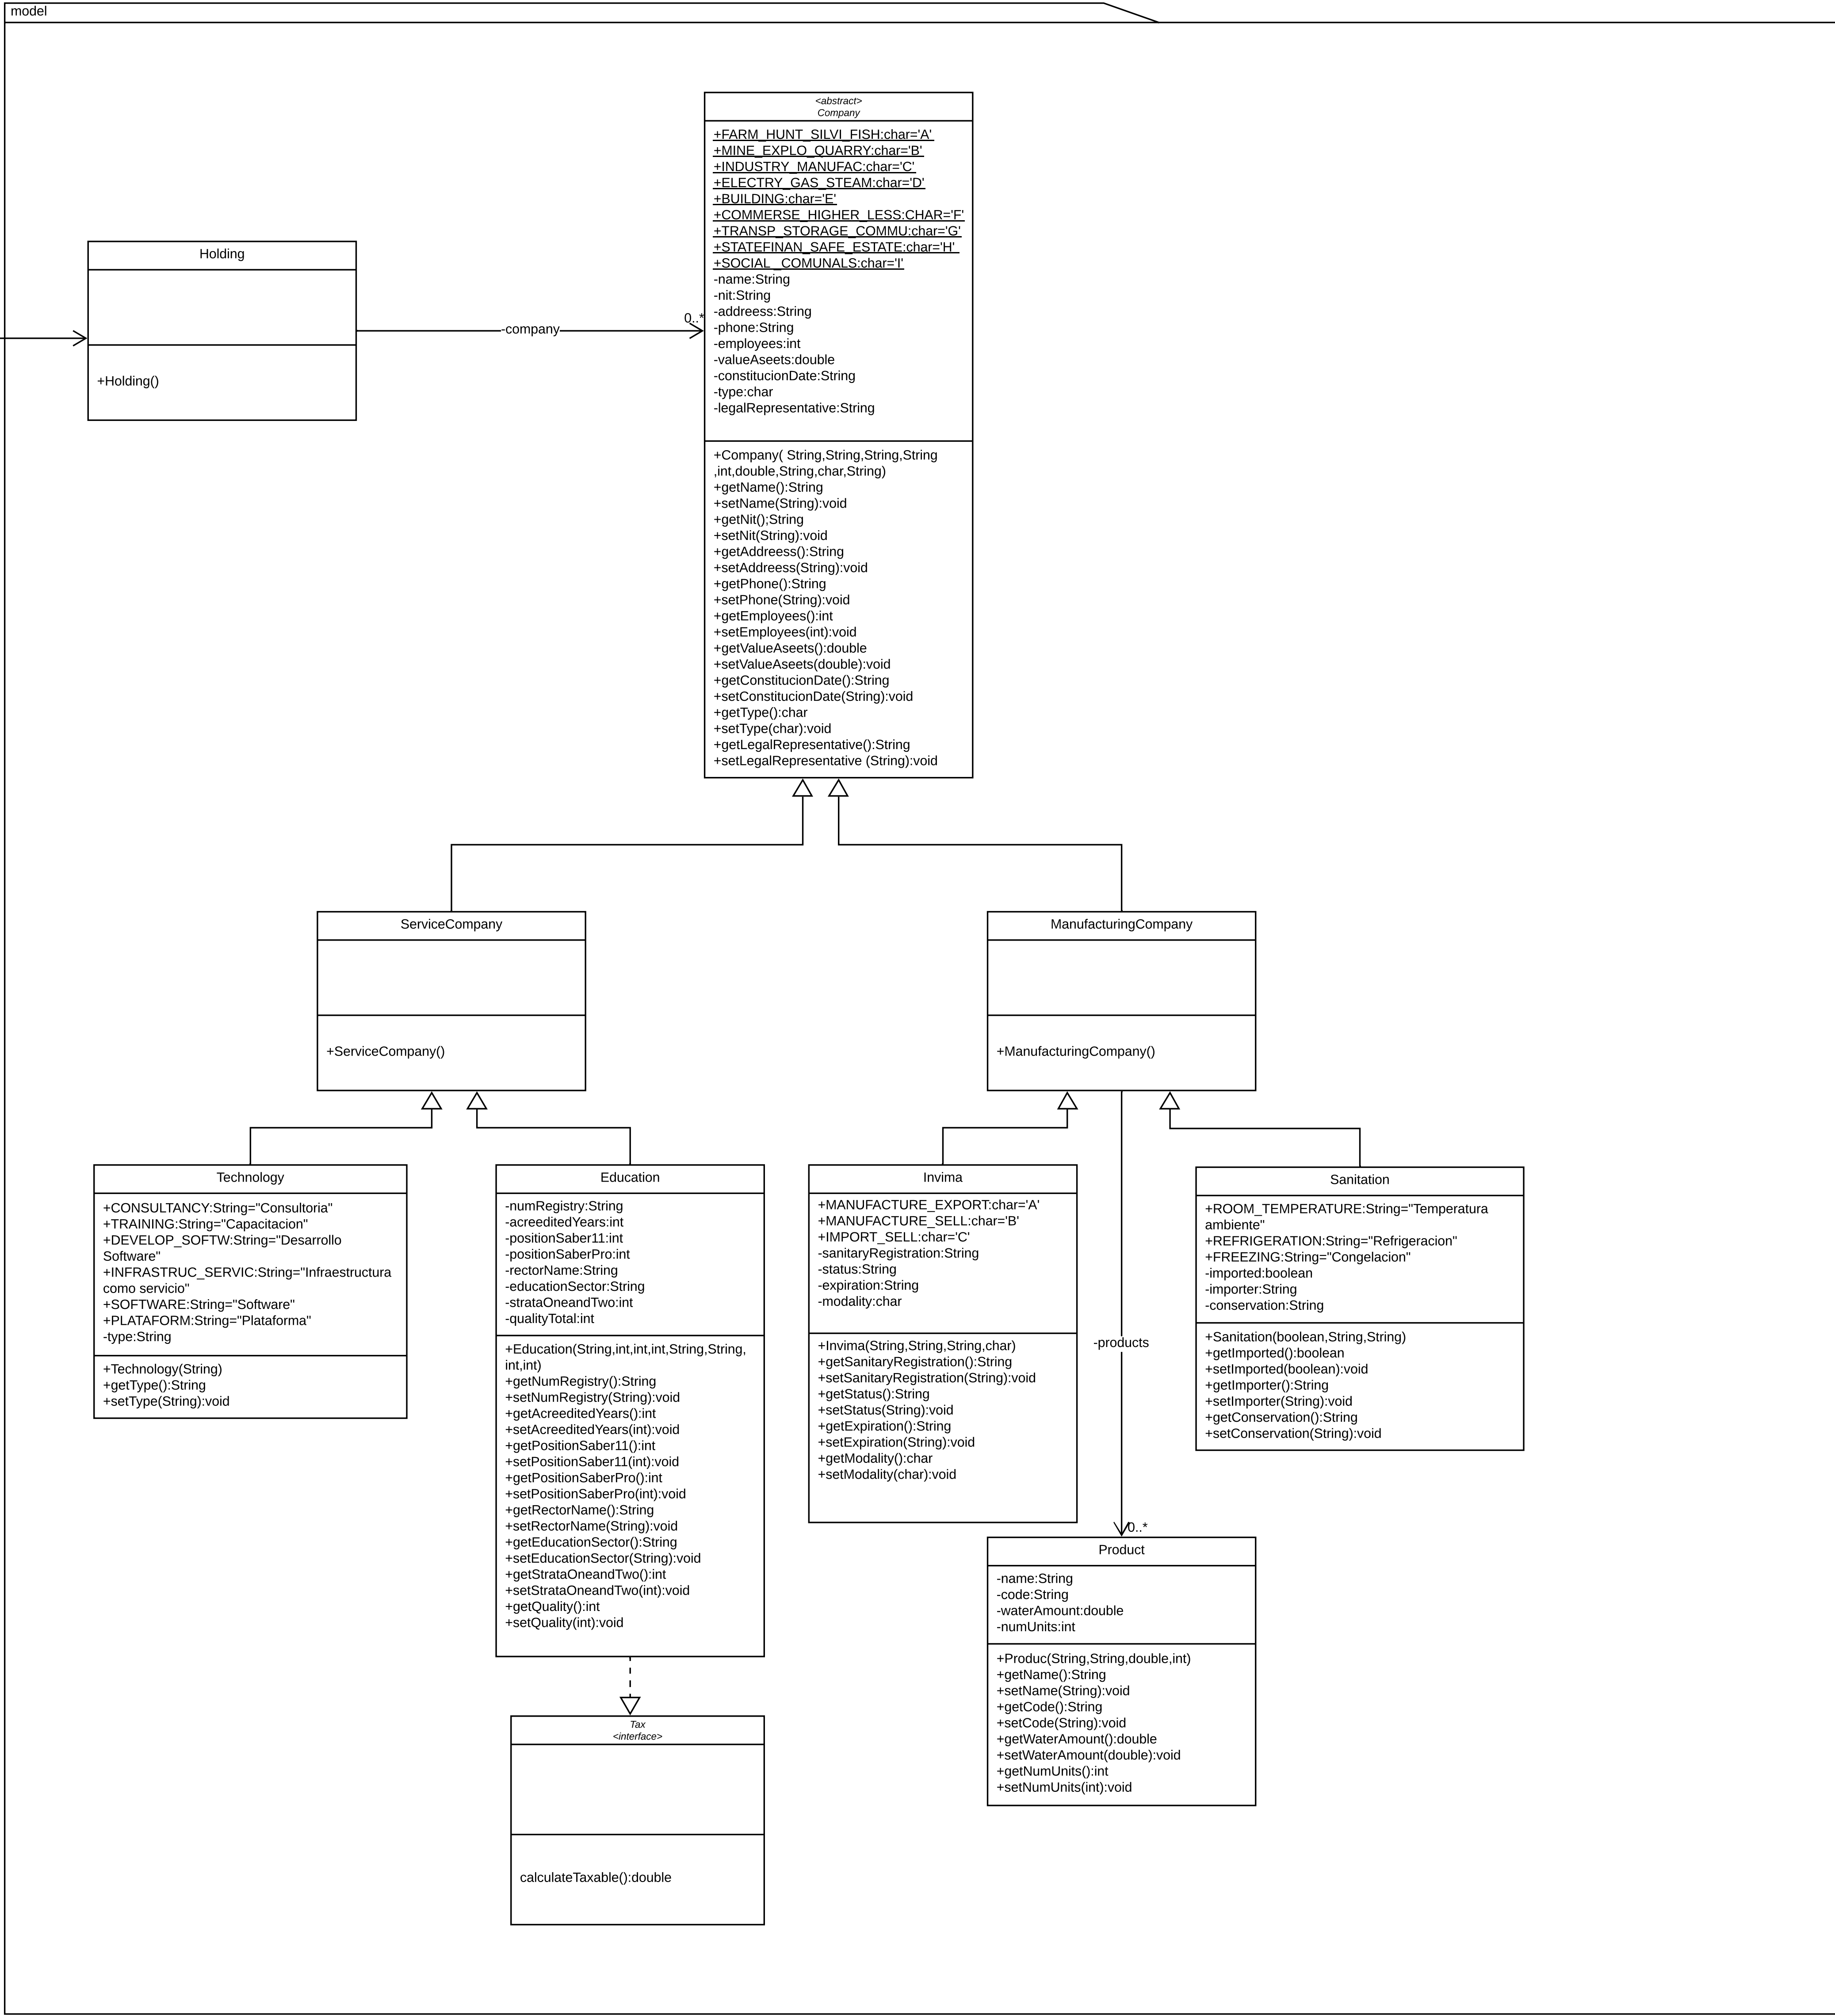 model
<abstract>
Company
+FARM_HUNT_SILVI_FISH:char='A'
+MINE_EXPLO_QUARRY:char='B'
+INDUSTRY_MANUFAC:char='C'
+ELECTRY_GAS_STEAM:char='D'
+BUILDING:char='E'
+COMMERSE_HIGHER_LESS:CHAR='F'
+TRANSP_STORAGE_COMMU:char='G'
+STATEFINAN_SAFE_ESTATE:char='H'
+SOCIAL _COMUNALS:char='I'
-name:String
-nit:String
-addreess:String
-phone:String
-employees:int
-valueAseets:double
-constitucionDate:String
-type:char
-legalRepresentative:String
+Company( String,String,String,String
,int,double,String,char,String)
+getName():String
+setName(String):void
+getNit();String
+setNit(String):void
+getAddreess():String
+setAddreess(String):void
+getPhone():String
+setPhone(String):void
+getEmployees():int
+setEmployees(int):void
+getValueAseets():double
+setValueAseets(double):void
+getConstitucionDate():String
+setConstitucionDate(String):void
+getType():char
+setType(char):void
+getLegalRepresentative():String
+setLegalRepresentative (String):void
Holding
+Holding()
-company
0..*
ServiceCompany
+ServiceCompany()
ManufacturingCompany
+ManufacturingCompany()
Technology
+CONSULTANCY:String="Consultoria"
+TRAINING:String="Capacitacion"
+DEVELOP_SOFTW:String="Desarrollo
Software"
+INFRASTRUC_SERVIC:String="Infraestructura
como servicio"
+SOFTWARE:String="Software"
+PLATAFORM:String="Plataforma"
-type:String
+Technology(String)
+getType():String
+setType(String):void
Education
-numRegistry:String
-acreeditedYears:int
-positionSaber11:int
-positionSaberPro:int
-rectorName:String
-educationSector:String
-strataOneandTwo:int
-qualityTotal:int
+Education(String,int,int,int,String,String,
int,int)
+getNumRegistry():String
+setNumRegistry(String):void
+getAcreeditedYears():int
+setAcreeditedYears(int):void
+getPositionSaber11():int
+setPositionSaber11(int):void
+getPositionSaberPro():int
+setPositionSaberPro(int):void
+getRectorName():String
+setRectorName(String):void
+getEducationSector():String
+setEducationSector(String):void
+getStrataOneandTwo():int
+setStrataOneandTwo(int):void
+getQuality():int
+setQuality(int):void
Invima
+MANUFACTURE_EXPORT:char='A'
+MANUFACTURE_SELL:char='B'
+IMPORT_SELL:char='C'
-sanitaryRegistration:String
-status:String
-expiration:String
-modality:char
+Invima(String,String,String,char)
+getSanitaryRegistration():String
+setSanitaryRegistration(String):void
+getStatus():String
+setStatus(String):void
+getExpiration():String
+setExpiration(String):void
+getModality():char
+setModality(char):void
Sanitation
+ROOM_TEMPERATURE:String="Temperatura
ambiente"
+REFRIGERATION:String="Refrigeracion"
+FREEZING:String="Congelacion"
-imported:boolean
-importer:String
-conservation:String
+Sanitation(boolean,String,String)
+getImported():boolean
+setImported(boolean):void
+getImporter():String
+setImporter(String):void
+getConservation():String
+setConservation(String):void
-products
0..*
Product
-name:String
-code:String
-waterAmount:double
-numUnits:int
+Produc(String,String,double,int)
+getName():String
+setName(String):void
+getCode():String
+setCode(String):void
+getWaterAmount():double
+setWaterAmount(double):void
+getNumUnits():int
+setNumUnits(int):void
Tax
<interface>
calculateTaxable():double